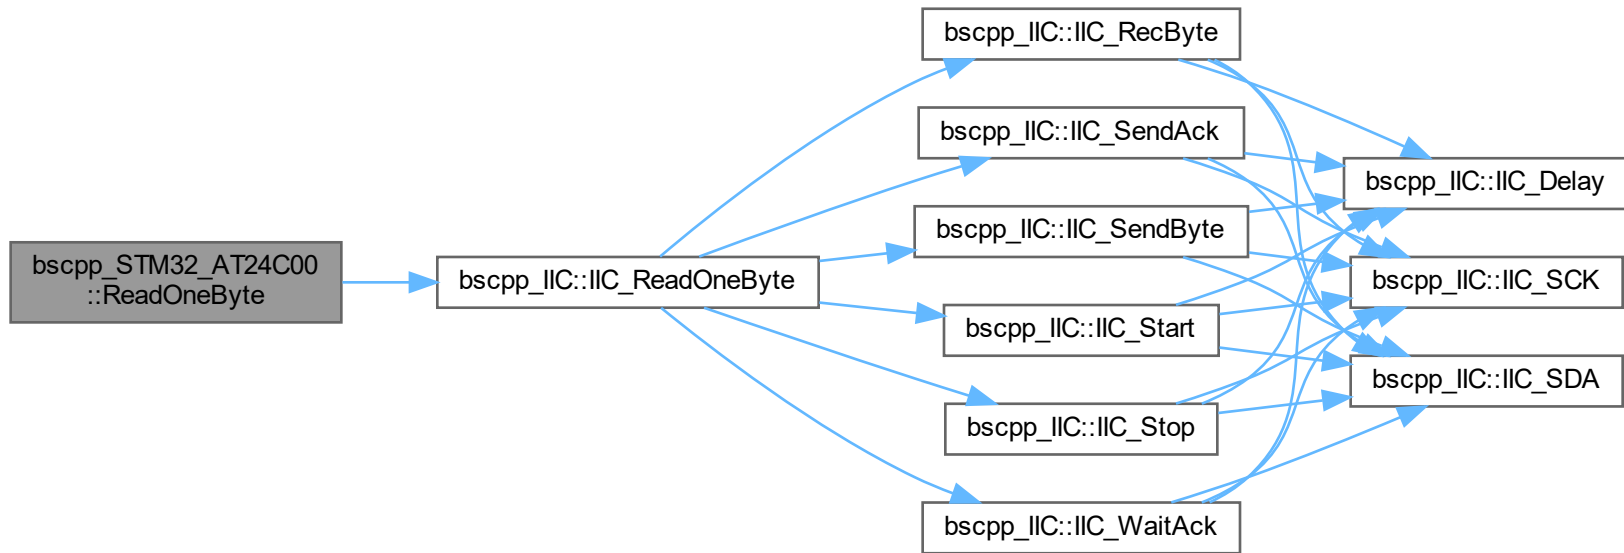 bscpp_STM32_AT24C00
::ReadOneByte
bscpp_IIC::IIC_ReadOneByte
bscpp_IIC::IIC_RecByte
bscpp_IIC::IIC_SendAck
bscpp_IIC::IIC_SendByte
bscpp_IIC::IIC_Start
bscpp_IIC::IIC_Stop
bscpp_IIC::IIC_WaitAck
bscpp_IIC::IIC_Delay
bscpp_IIC::IIC_SCK
bscpp_IIC::IIC_SDA